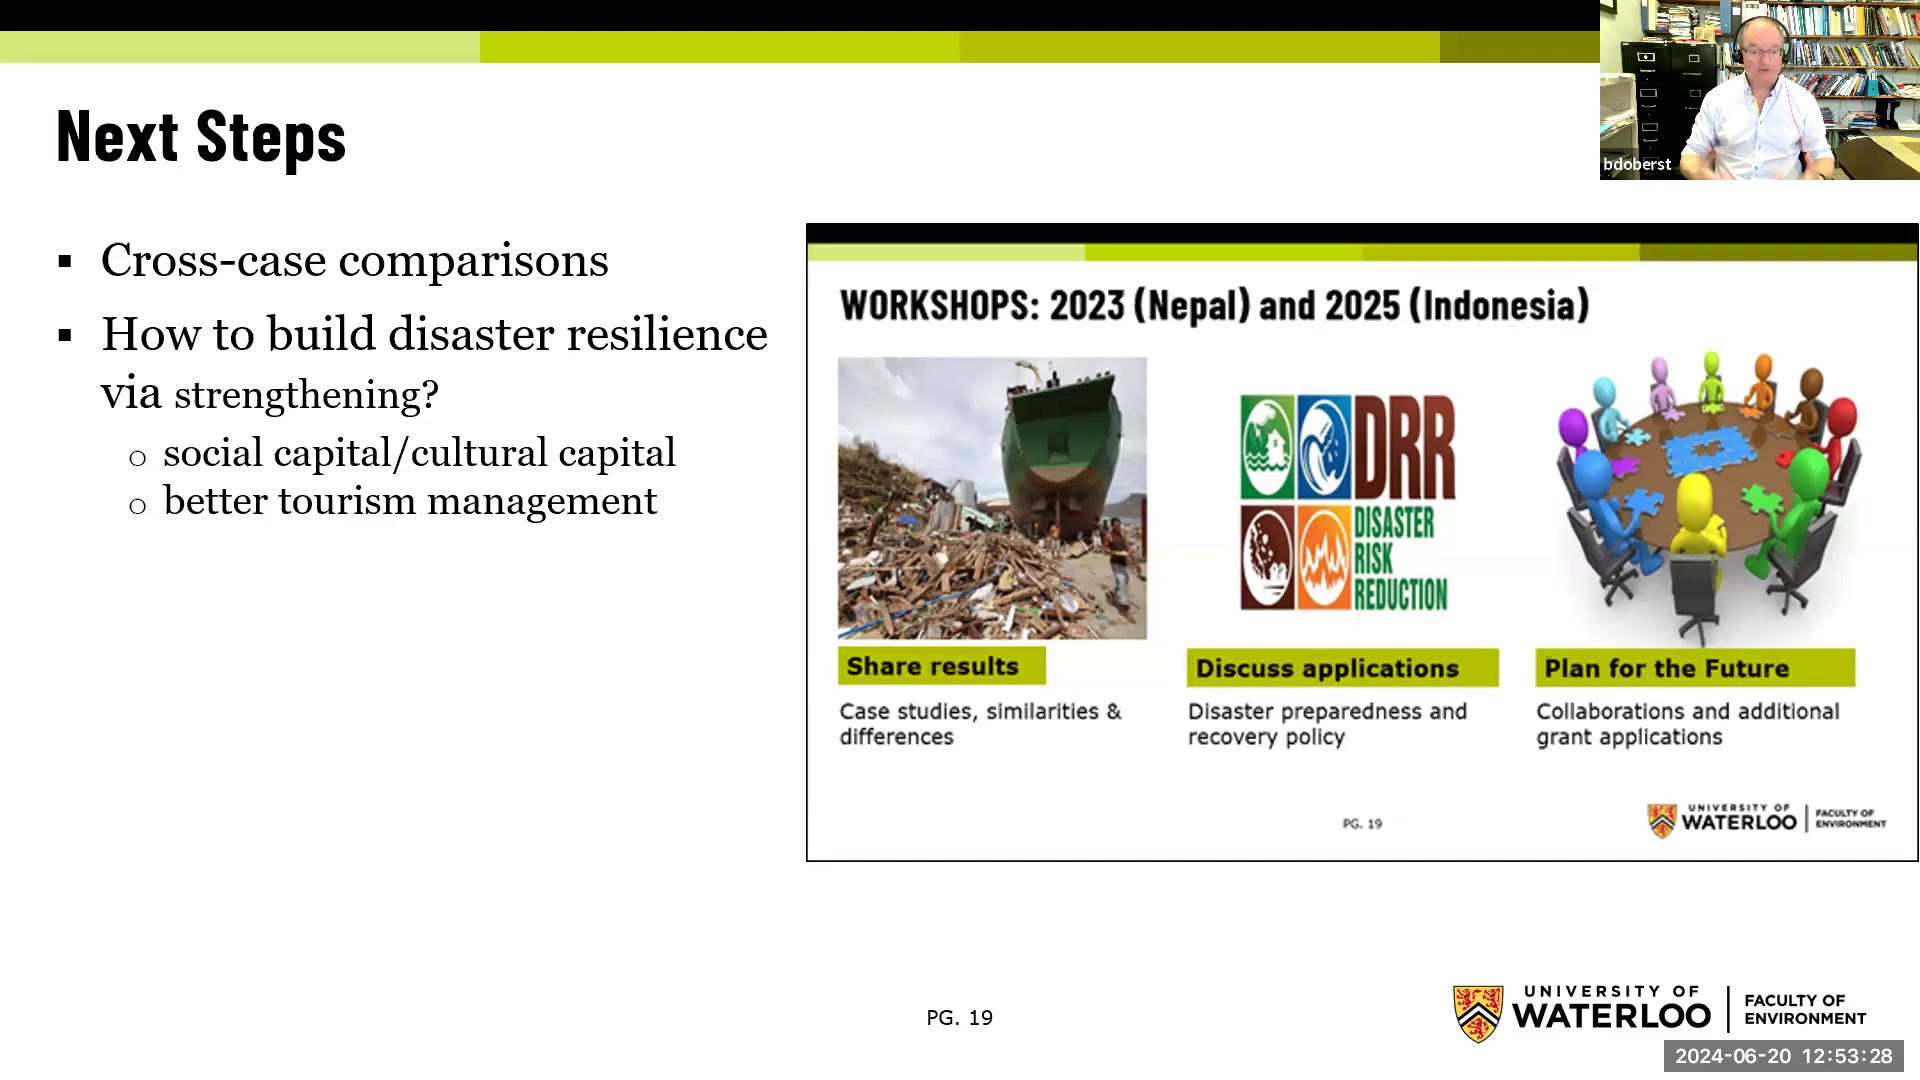 bdoberst
Next Steps
▪ Cross-case comparisons
▪ How to build disaster resilience
via strengthening?
o social capital/cultural capital
o better tourism management
WORKSHOPS: 2023 (Nepal) and 2025 (Indonesia)
DRR
DISASTER
RISK
REDUCTION
Share results
Case studies, similarities &
differences
Discuss applications
Disaster preparedness and
recovery policy
Plan for the Future
Collaborations and additional
grant applications
PG. 19
UNIVERSITY OF
WATERLOO
FACULTY OF
ENVIRONMENT
PG. 19
UNIVERSITY OF
WATERLOO
FACULTY OF
ENVIRONMENT
2024-06-20 12:53:28